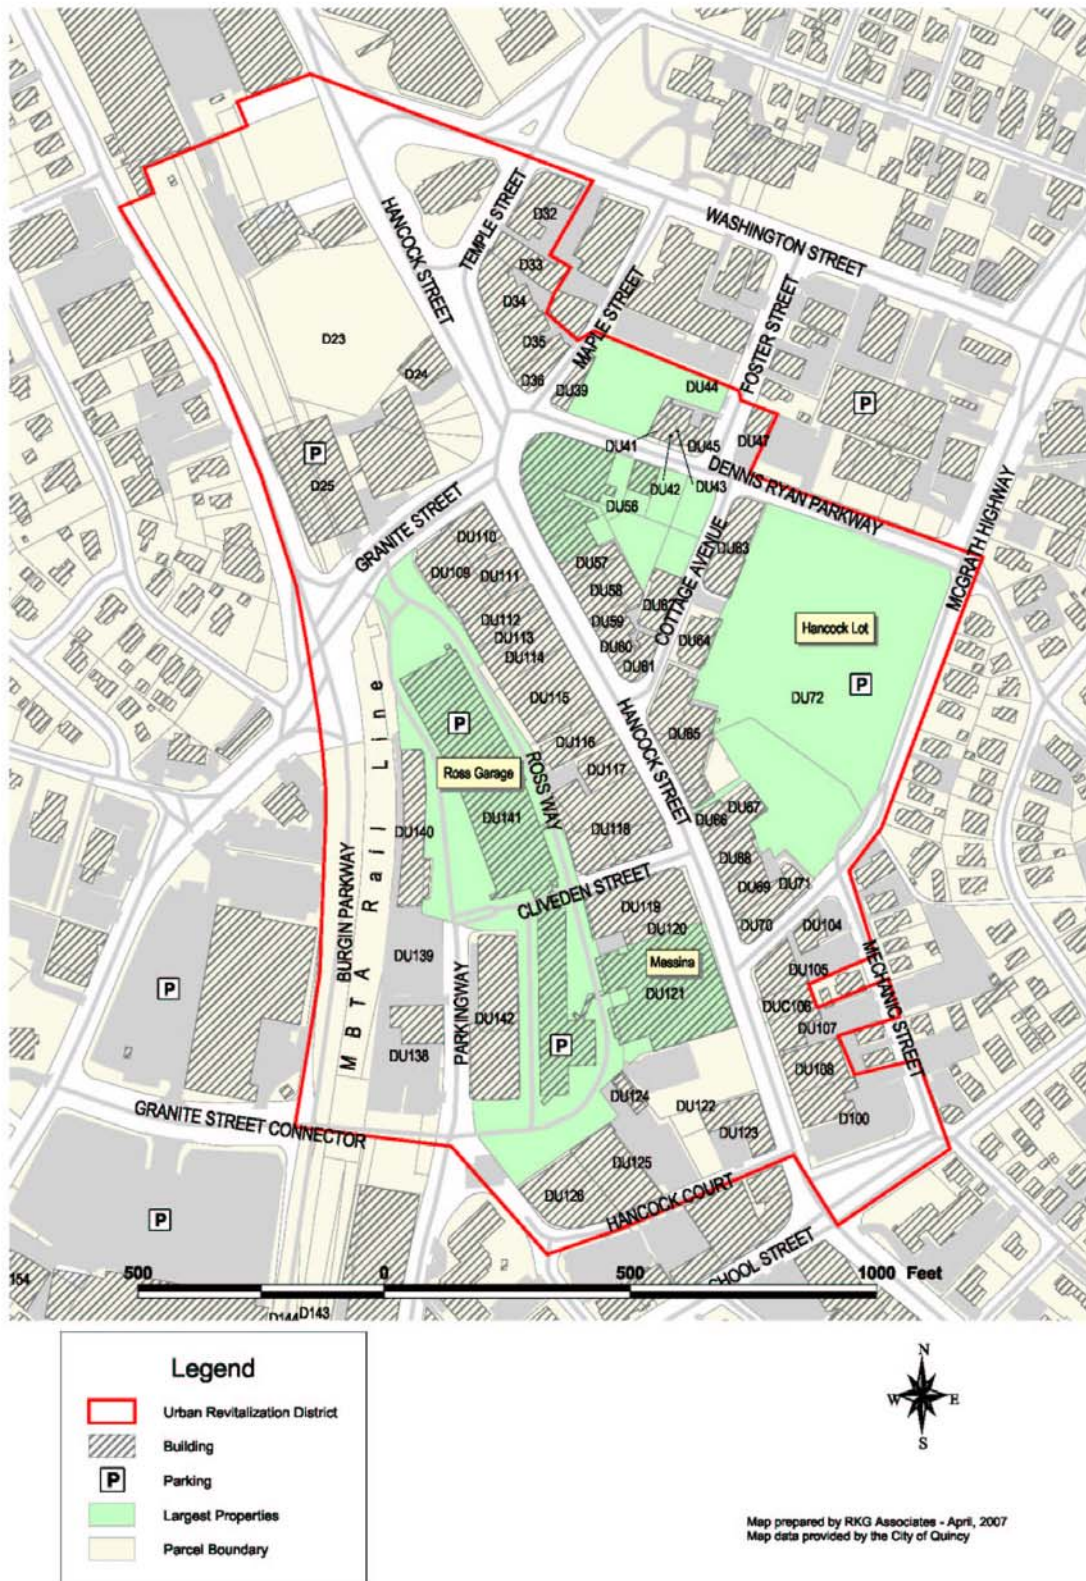 HANCOCK STREET
TEMPLE STREET
D32
WASHINGTON STREET
D33
D34
MAPLE STREET
FOSTER STREET
D23
D35
D24
D36
DU39
DU44
P
P
D25
DU41
DU45
DU47
DENNIS RYAN PARKWAY
DU42
DU43
GRANITE STREET
DU56
MCGRATH HIGHWAY
DU110
COTTAGE AVENUE
DU83
DU57
DU109
DU111
DU58
DU62
DU112
DU59
DU113
DU60
DU64
Hancock Lot
DU114
DU61
P
DU72
MBTA Rail Line
P
DU115
HANCOCK STREET
DU65
ROSS WAY
DU116
Ross Garage
DU117
DU67
DU141
DU66
DU140
DU118
DU68
BURGIN PARKWAY
CLIVEDEN STREET
DU69
DU71
DU119
DU70
DU104
DU120
DU139
Messina
MECHANIC STREET
DU105
P
PARKINGWAY
DU121
DUC106
DU142
DU107
P
DU138
DU108
DU124
GRANITE STREET CONNECTOR
DU122
D100
DU123
DU125
DU126
HANCOCK COURT
P
CHOOL STREET
154
500 0 500 1000 Feet
D144
D143
Legend
Urban Revitalization District
Building
P Parking
Largest Properties
Parcel Boundary
N
W E
S
Map prepared by RKG Associates - April, 2007
Map data provided by the City of Quincy